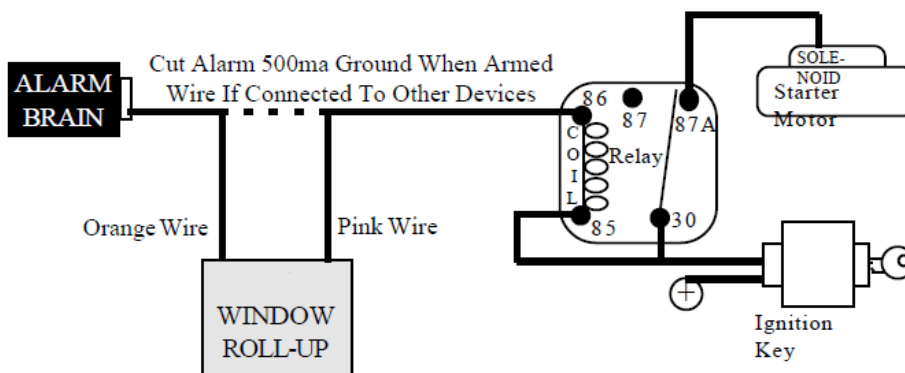 Cut Alarm 500ma Ground When Armed
Wire If Connected To Other Devices
ALARM
BRAIN
SOLE-
NOID
Starter
Motor
86
87
87A
COIL
Relay
85
30
Orange Wire
Pink Wire
WINDOW
ROLL-UP
+
Ignition
Key